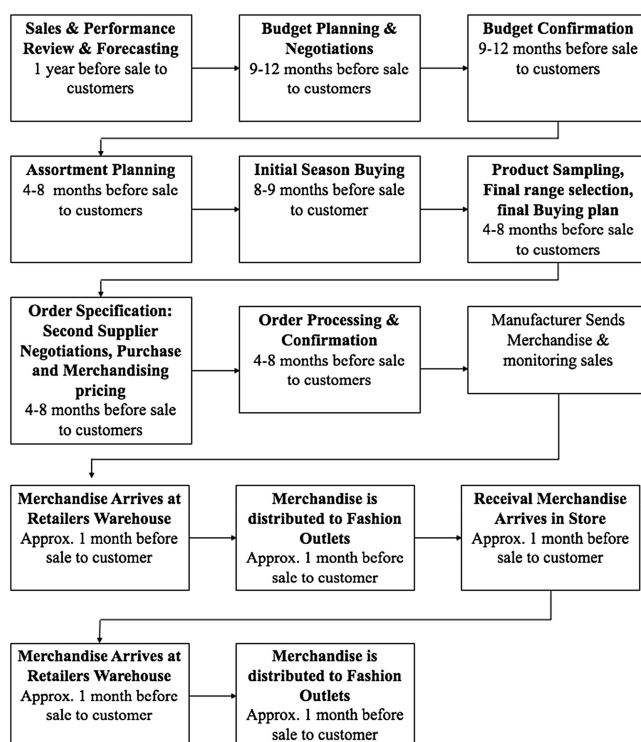 Sales & Performance
Review & Forecasting
1 year before sale to
customers
Budget Planning &
Negotiations
9-12 months before sale
to customers
Budget Confirmation
9-12 months before sale
to customers
Assortment Planning
4-8 months before sale
to customers
Initial Season Buying
8-9 months before sale
to customer
Product Sampling,
Final range selection,
final Buying plan
4-8 months before sale
to customers
Order Specification:
Second Supplier
Negotiations, Purchase
and Merchandising
pricing
4-8 months before sale
to customers
Order Processing &
Confirmation
4-8 months before sale
to customers
Manufacturer Sends
Merchandise &
monitoring sales
Merchandise Arrives at
Retailers Warehouse
Approx. 1 month before
sale to customer
Merchandise is
distributed to Fashion
Outlets
Approx. 1 month before
sale to customer
Receival Merchandise
Arrives in Store
Approx. 1 month before
sale to customer
Merchandise Arrives at
Retailers Warehouse
Approx. 1 month before
sale to customer
Merchandise is
distributed to Fashion
Outlets
Approx. 1 month before
sale to customer